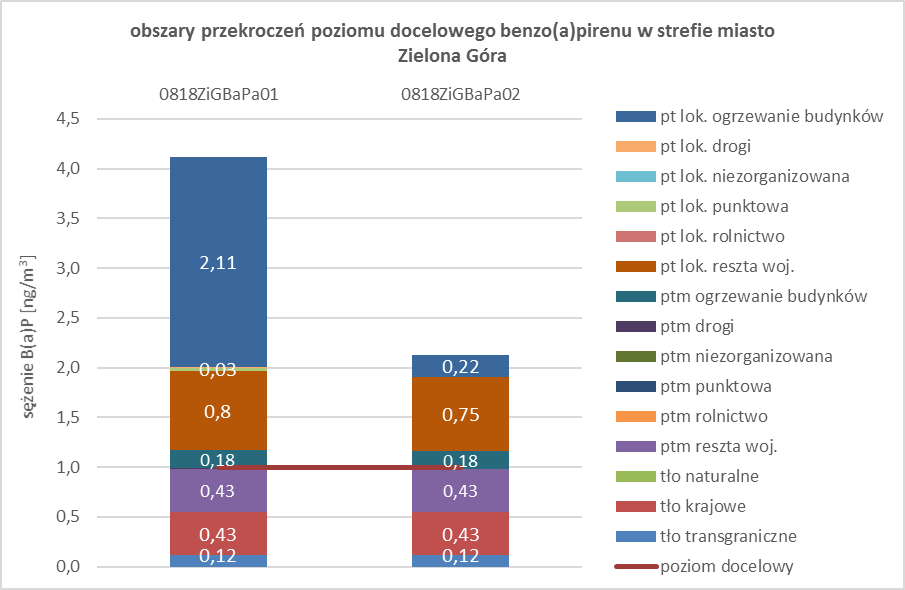 obszary przekroczeń poziomu docelowego benzo(a)pirenu w strefie miasto
Zielona Góra
0818ZiGBaPa01 0818ZiGBaPa02
sężenie B(a)P [ng/m³]
4,5
4,0
3,5
3,0
2,5
2,0
1,5
1,0
0,5
0,0
2,11
0,03
0,8
0,18
0,43
0,43
0,12
0,22
0,75
0,18
0,43
0,43
0,12
pt lok. ogrzewanie budynków
pt lok. drogi
pt lok. niezorganizowana
pt lok. punktowa
pt lok. rolnictwo
pt lok. reszta woj.
ptm ogrzewanie budynków
ptm drogi
ptm niezorganizowana
ptm punktowa
ptm rolnictwo
ptm reszta woj.
tło naturalne
tło krajowe
tło transgraniczne
poziom docelowy